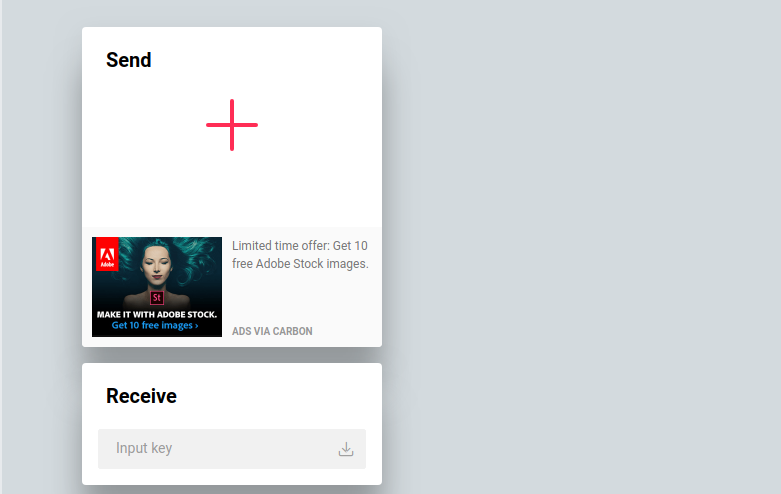 Send
Adobe
St
MAKE IT WITH ADOBE STOCK.
Get 10 free images ›
Limited time offer: Get 10
free Adobe Stock images.
ADS VIA CARBON
Receive
Input key